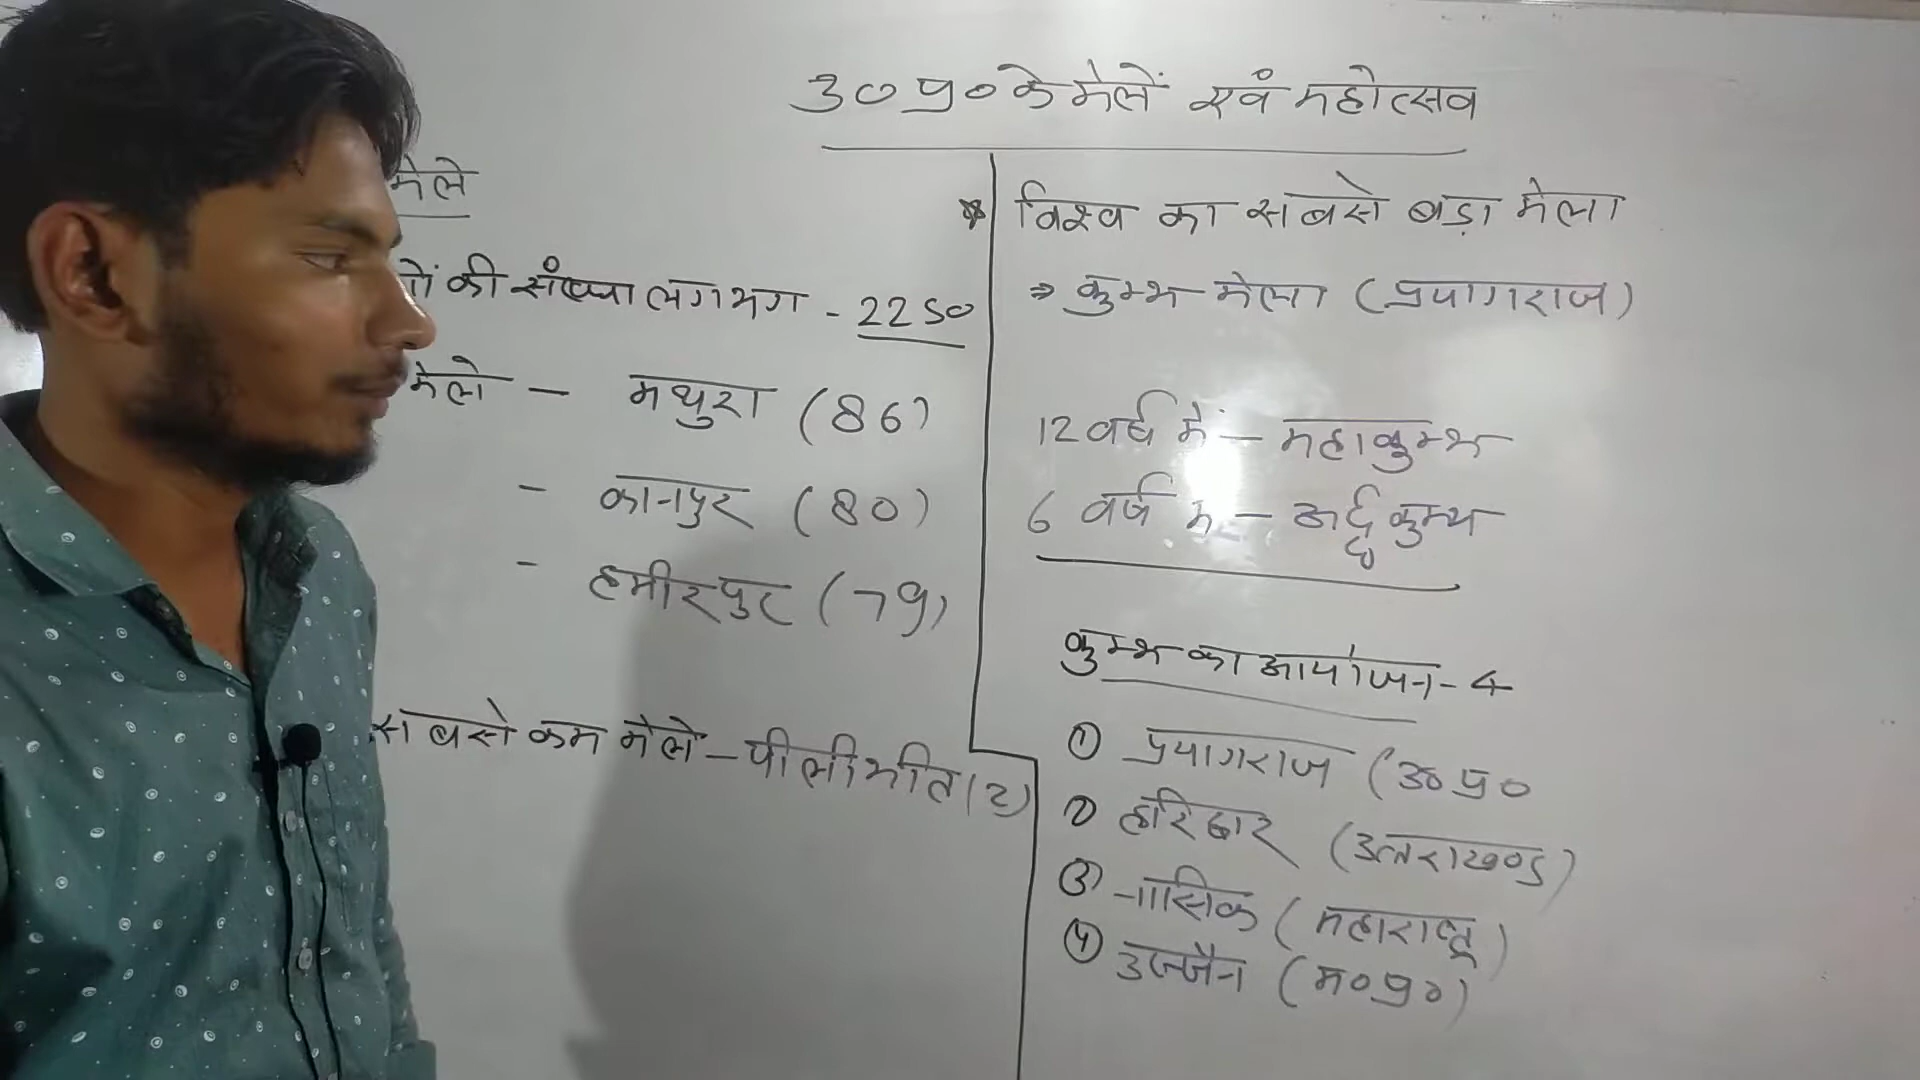 उ० प्र० के मेलें एवं महोत्सव
मेले
की संख्या लगभग - 2250
मेले - मथुरा (86)
- कानपुर (80)
- हमीरपुर (79)
सबसे कम मेले - पीलीभीत (2)
* विश्व का सबसे बड़ा मेला
⇒ कुम्भ मेला (प्रयागराज)
12 वर्ष में - महाकुम्भ
6 वर्ष में - अर्द्धकुम्भ
कुम्भ का आयोजन - 4
① प्रयागराज (उ०प्र०
② हरिद्वार (उत्तराखण्ड)
③ नासिक (महाराष्ट्र)
④ उज्जैन (म०प्र०)